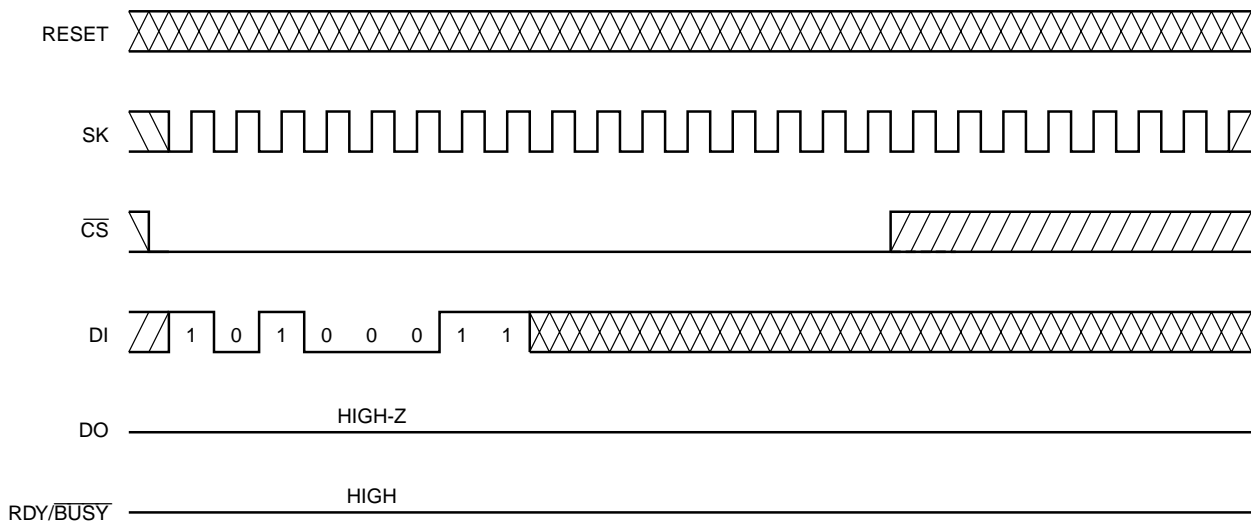 RESET
SK
CS
DI 1 0 1 0 0 0 1 1
HIGH-Z
DO
HIGH
RDY/BUSY